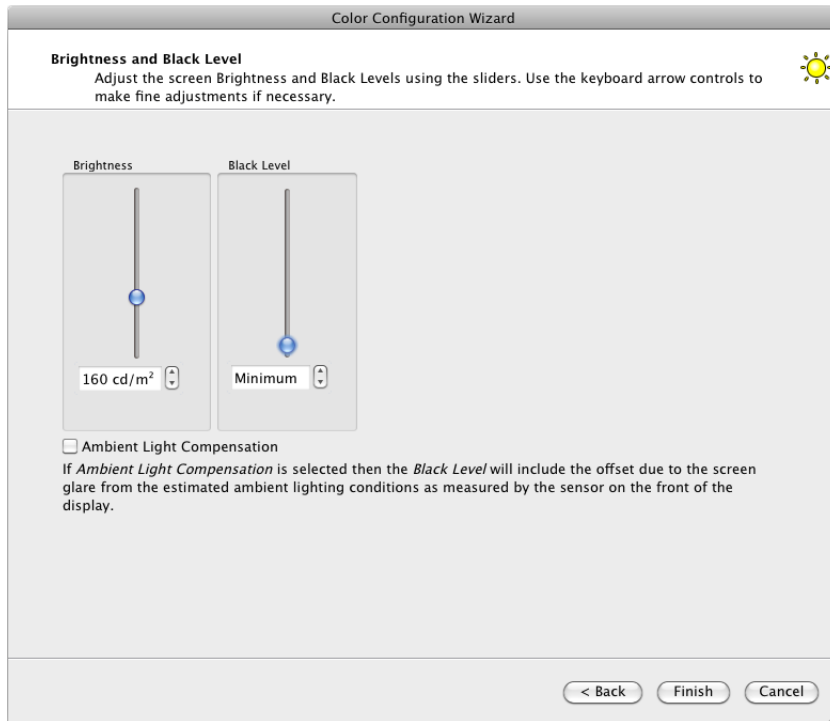 Color Configuration Wizard
Brightness and Black Level
Adjust the screen Brightness and Black Levels using the sliders. Use the keyboard arrow controls to
make fine adjustments if necessary.
Brightness
Black Level
160 cd/m²
Minimum
Ambient Light Compensation
If Ambient Light Compensation is selected then the Black Level will include the offset due to the screen
glare from the estimated ambient lighting conditions as measured by the sensor on the front of the
display.
< Back
Finish
Cancel